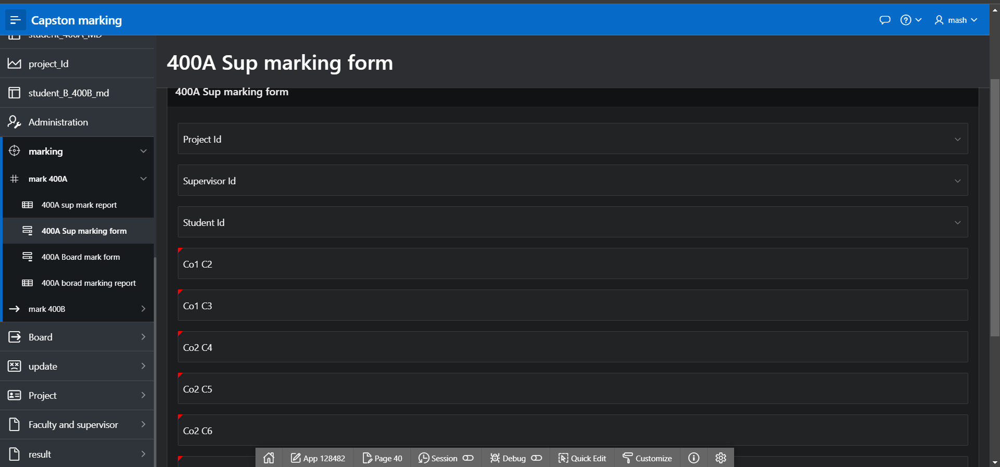 Capston marking
mash
student_400A_MD
project_Id
student_B_400B_md
Administration
marking
mark 400A
400A sup mark report
400A Sup marking form
400A Board mark form
400A borad marking report
mark 400B
Board
update
Project
Faculty and supervisor
result
400A Sup marking form
400A Sup marking form
Project Id
Supervisor Id
Student Id
Co1 C2
Co1 C3
Co2 C4
Co2 C5
Co2 C6
App 128482
Page 40
Session
Debug
Quick Edit
Customize